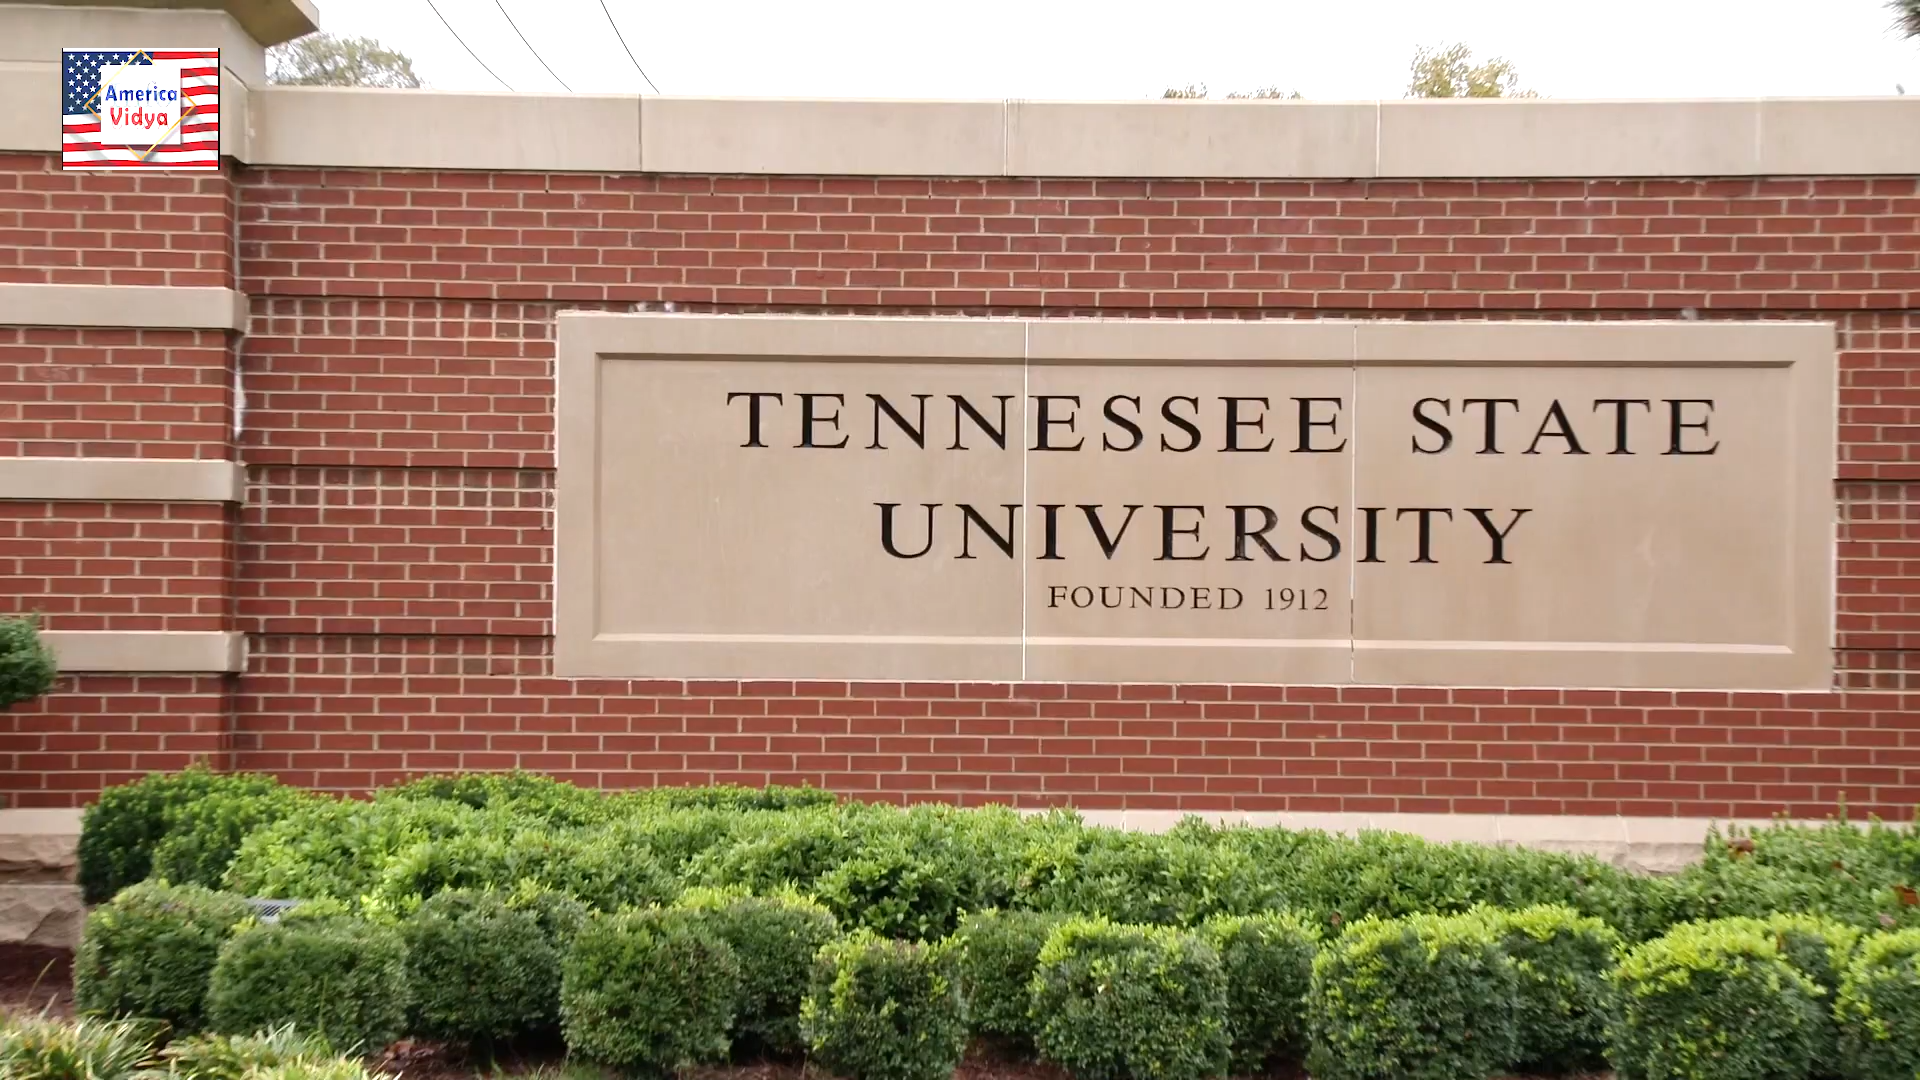 America
Vidya
TENNESSEE STATE
UNIVERSITY
FOUNDED 1912